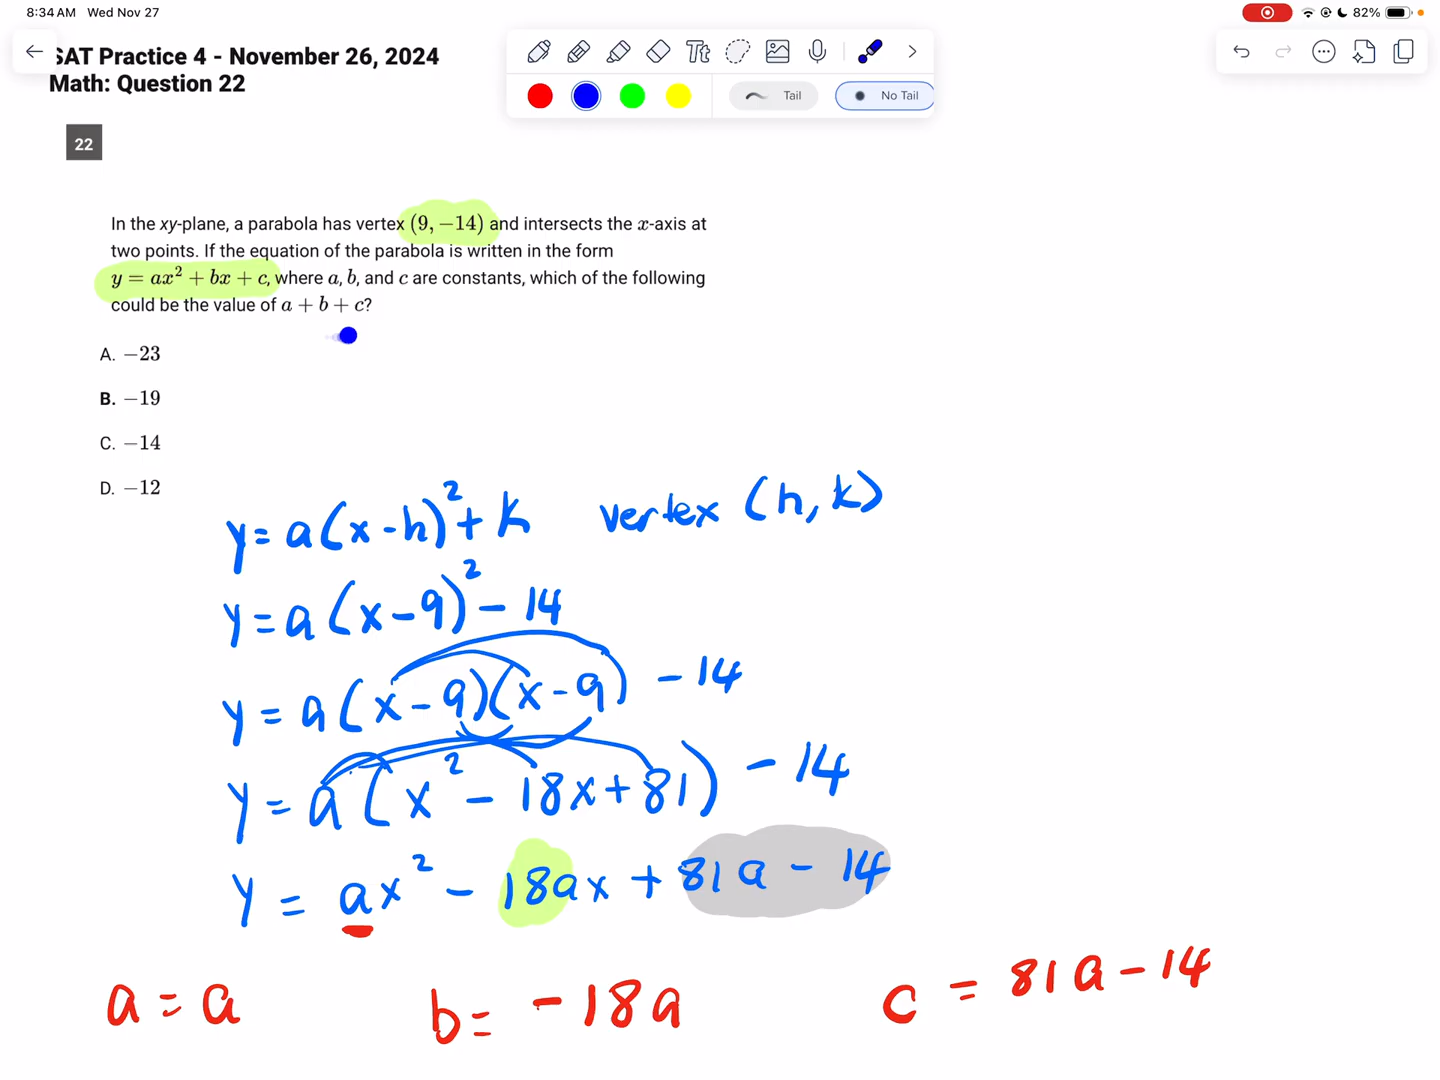 8:34 AM Wed Nov 27
82%
SAT Practice 4 - November 26, 2024
Math: Question 22
Tt
Tail
No Tail
22
In the xy-plane, a parabola has vertex (9, −14) and intersects the x-axis at
two points. If the equation of the parabola is written in the form
y = ax² + bx + c, where a, b, and c are constants, which of the following
could be the value of a + b + c?
A. −23
B. −19
C. −14
D. −12
y = a(x-h)² + k vertex (h, k)
y = a(x-9)² - 14
y = a(x-9)(x-9) - 14
y = a(x² - 18x + 81) - 14
y = ax² - 18ax + 81a - 14
a = a b = -18a c = 81a - 14